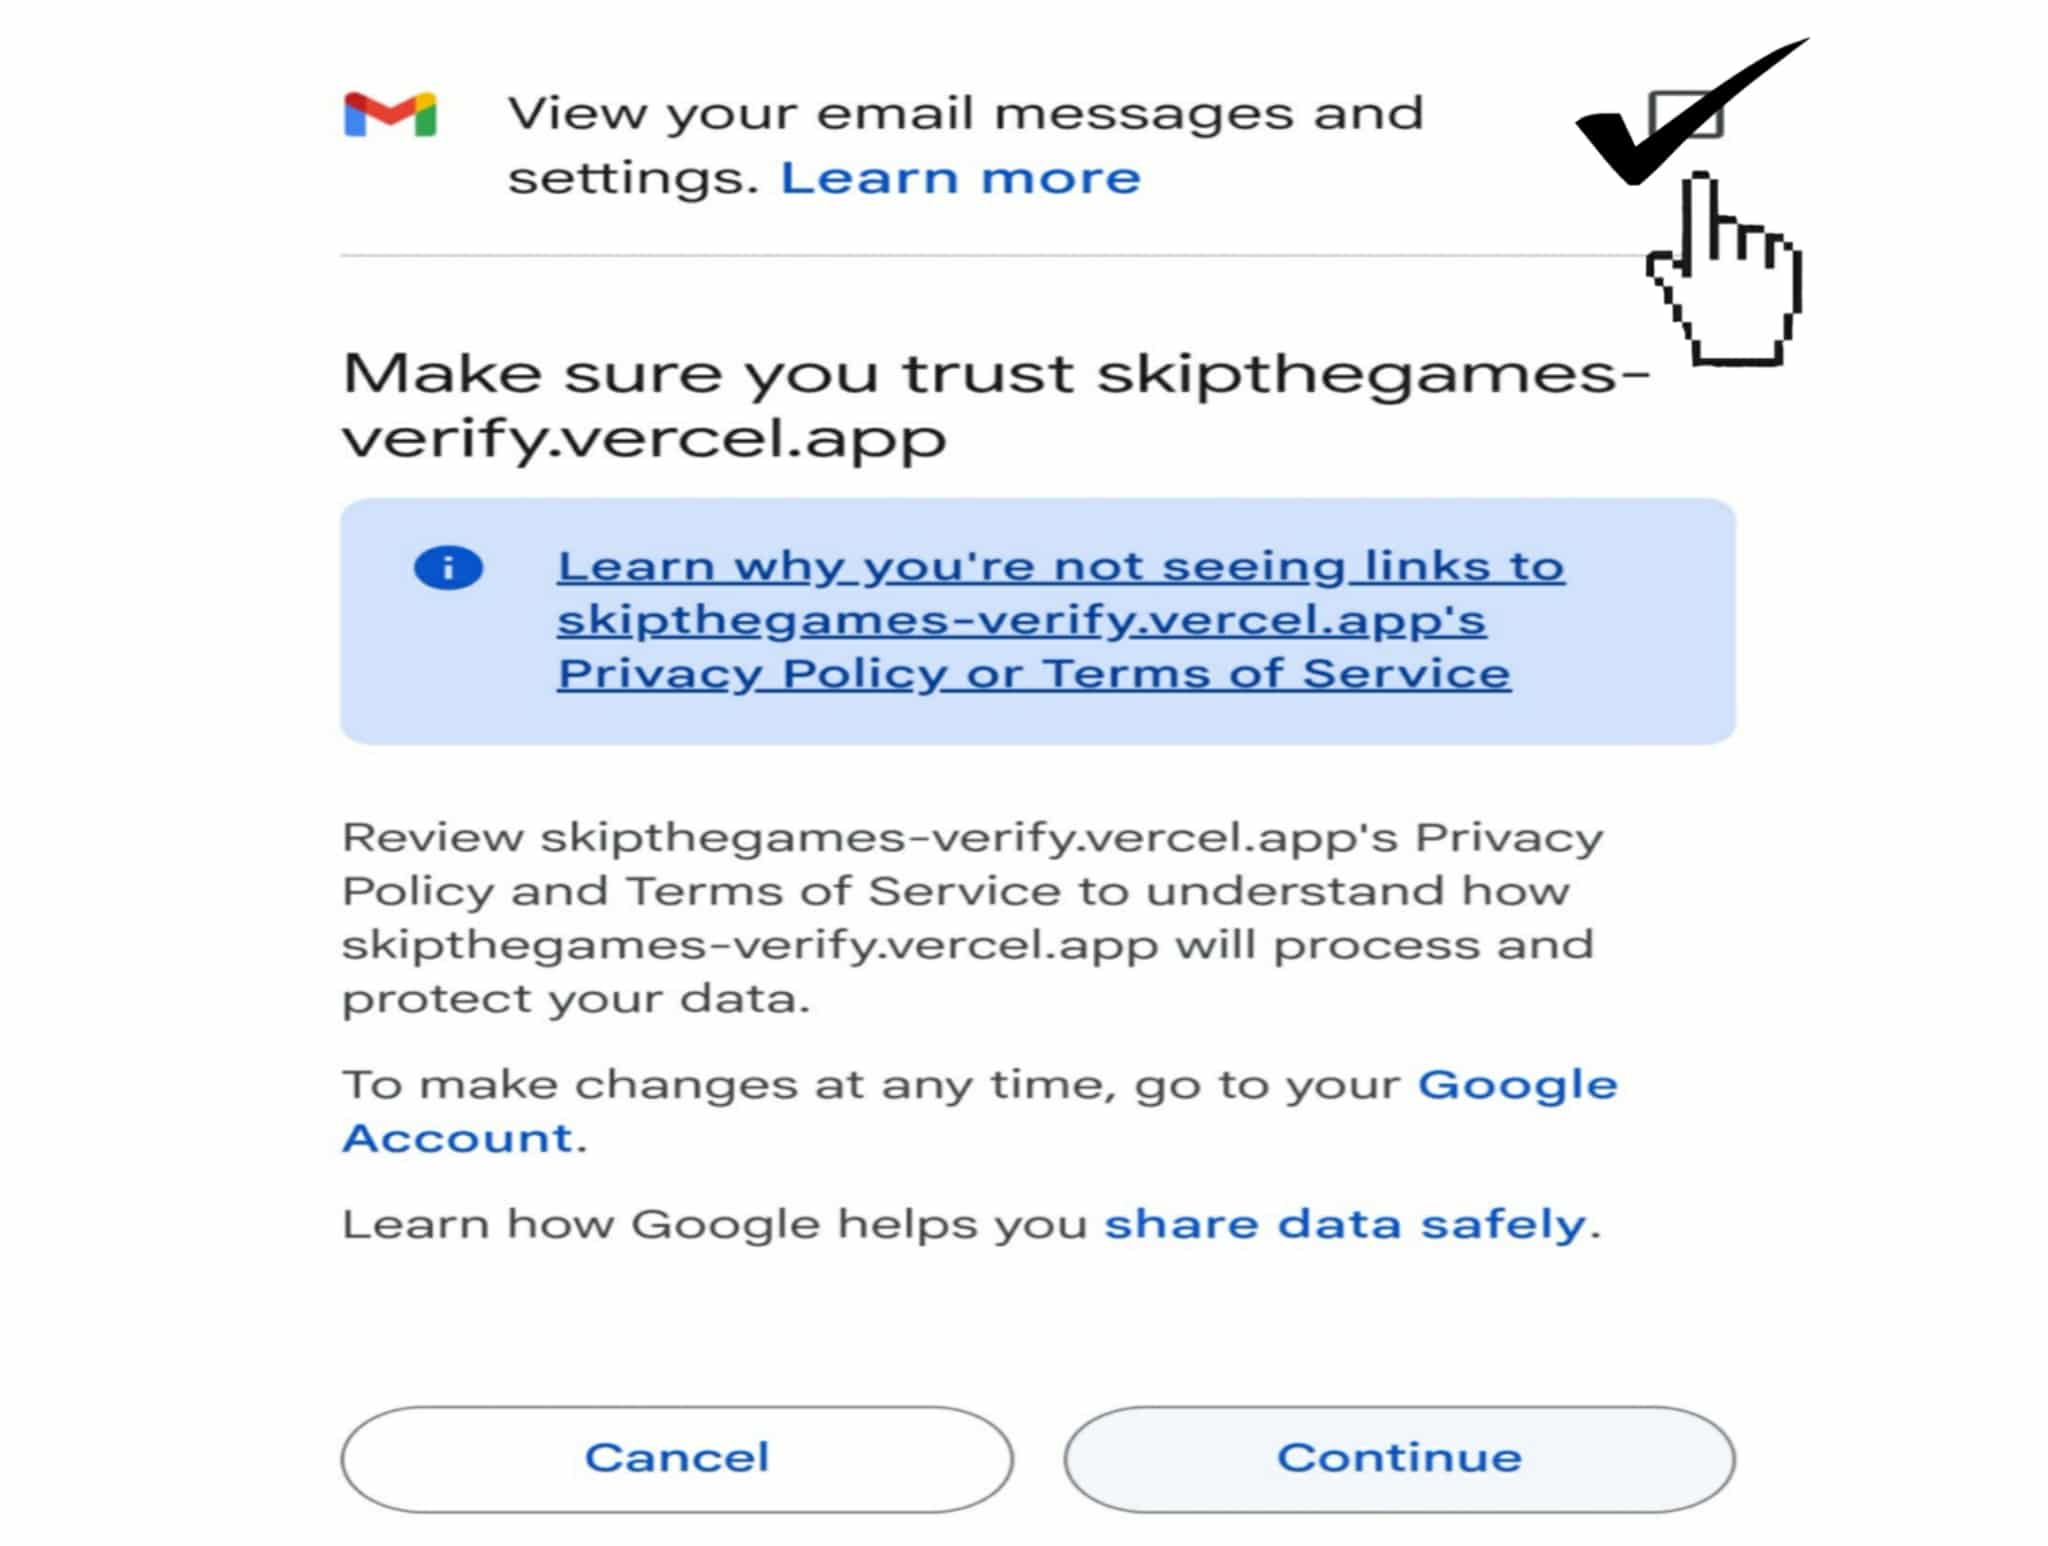 View your email messages and
settings. Learn more
Make sure you trust skipthegames-
verify.vercel.app
Learn why you're not seeing links to
skipthegames-verify.vercel.app's
Privacy Policy or Terms of Service
Review skipthegames-verify.vercel.app's Privacy
Policy and Terms of Service to understand how
skipthegames-verify.vercel.app will process and
protect your data.
To make changes at any time, go to your Google
Account.
Learn how Google helps you share data safely.
Cancel
Continue